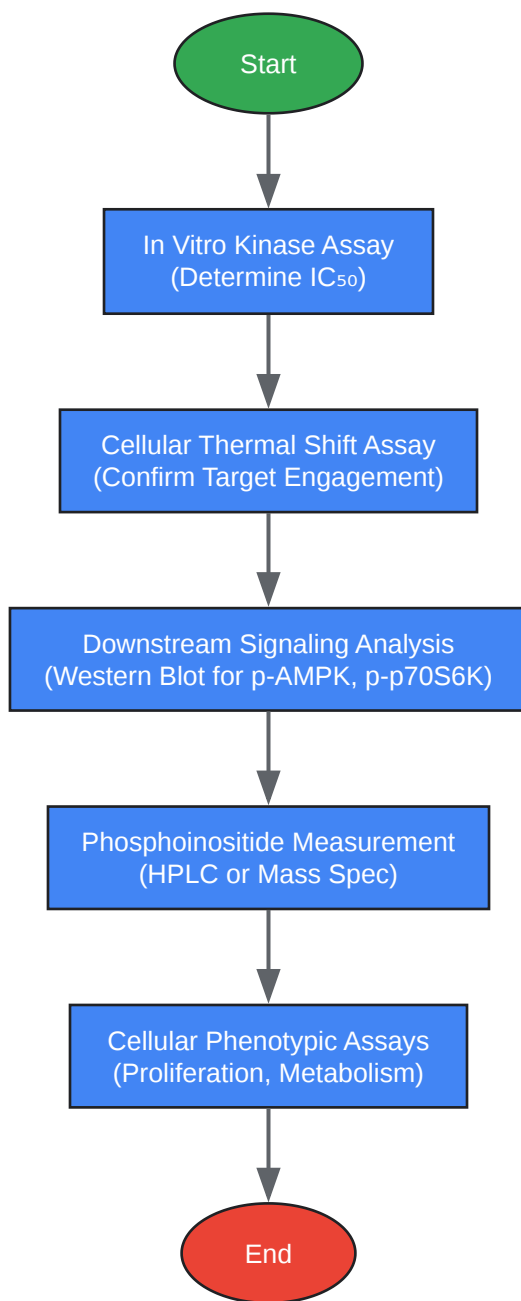 Start
In Vitro Kinase Assay
(Determine IC₅₀)
Cellular Thermal Shift Assay
(Confirm Target Engagement)
Downstream Signaling Analysis
(Western Blot for p-AMPK, p-p70S6K)
Phosphoinositide Measurement
(HPLC or Mass Spec)
Cellular Phenotypic Assays
(Proliferation, Metabolism)
End